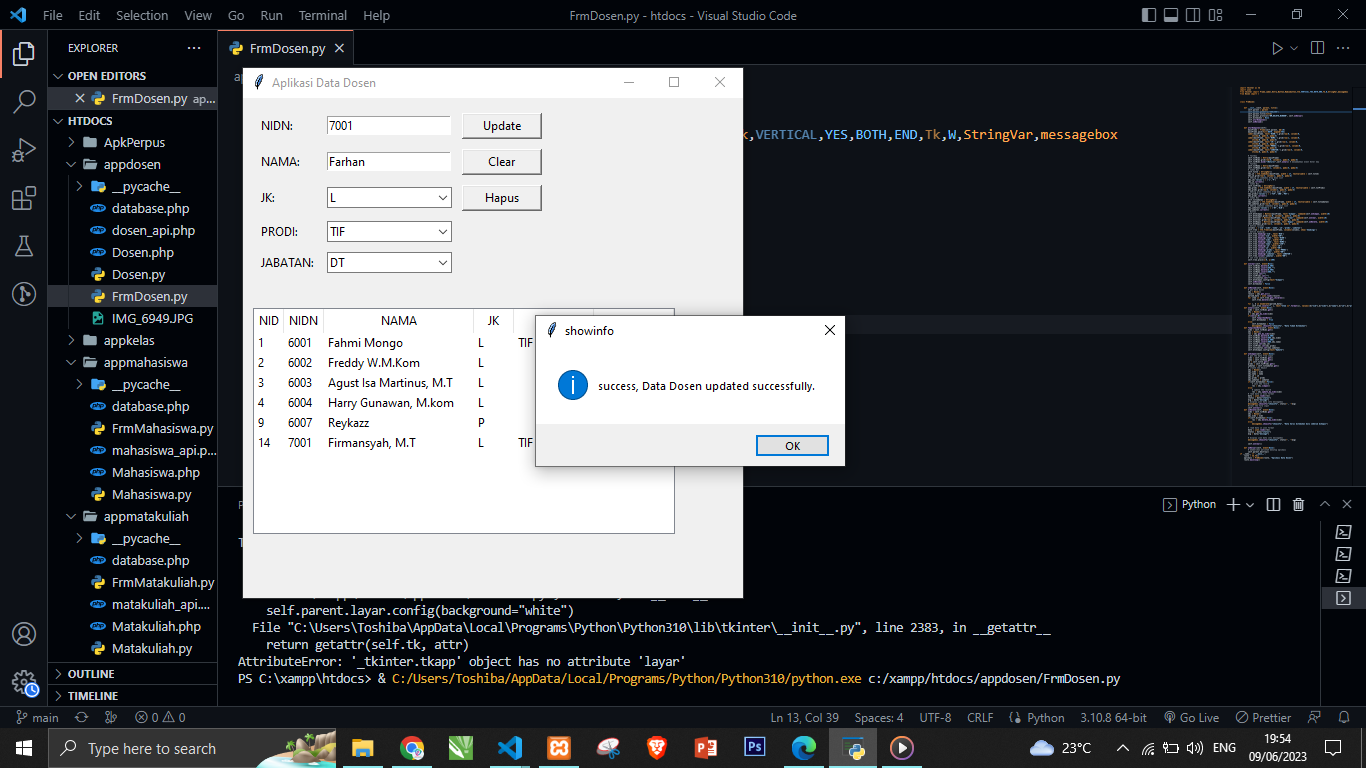 File Edit Selection View Go Run Terminal Help
FrmDosen.py - htdocs - Visual Studio Code
EXPLORER
OPEN EDITORS
FrmDosen.py ap...
HTDOCS
ApkPerpus
appdosen
__pycache__
database.php
dosen_api.php
Dosen.php
Dosen.py
FrmDosen.py
IMG_6949.JPG
appkelas
appmahasiswa
__pycache__
database.php
FrmMahasiswa.py
mahasiswa_api.p...
Mahasiswa.php
Mahasiswa.py
appmatakuliah
__pycache__
database.php
FrmMatakuliah.py
matakuliah_api....
Matakuliah.php
Matakuliah.py
OUTLINE
TIMELINE
FrmDosen.py
,VERTICAL,YES,BOTH,END,Tk,W,StringVar,messagebox
Aplikasi Data Dosen
NIDN: 7001 Update
NAMA: Farhan Clear
JK: L Hapus
PRODI: TIF
JABATAN: DT
NID NIDN NAMA JK
1 6001 Fahmi Mongo L TIF
2 6002 Freddy W.M.Kom L
3 6003 Agust Isa Martinus, M.T L
4 6004 Harry Gunawan, M.kom L
9 6007 Reykazz P
14 7001 Firmansyah, M.T L TIF
showinfo
success, Data Dosen updated successfully.
OK
Python
self.parent.layar.config(background="white")
File "C:\Users\Toshiba\AppData\Local\Programs\Python\Python310\lib\tkinter\__init__.py", line 2383, in __getattr__
return getattr(self.tk, attr)
AttributeError: '_tkinter.tkapp' object has no attribute 'layar'
PS C:\xampp\htdocs> & C:/Users/Toshiba/AppData/Local/Programs/Python/Python310/python.exe c:/xampp/htdocs/appdosen/FrmDosen.py
main 0 0 Ln 13, Col 39 Spaces: 4 UTF-8 CRLF Python 3.10.8 64-bit Go Live Prettier
Type here to search
23°C ENG 19:54
09/06/2023